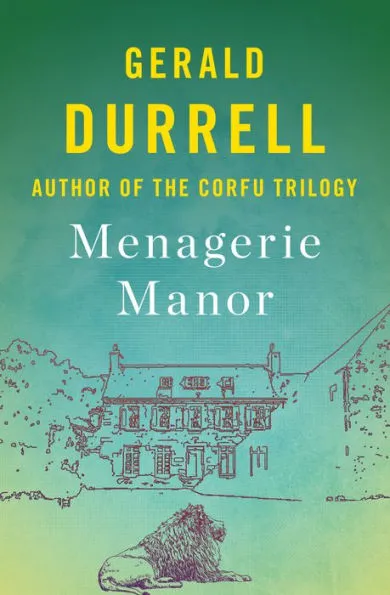 GERALD
DURRELL
AUTHOR OF THE CORFU TRILOGY
Menagerie
Manor